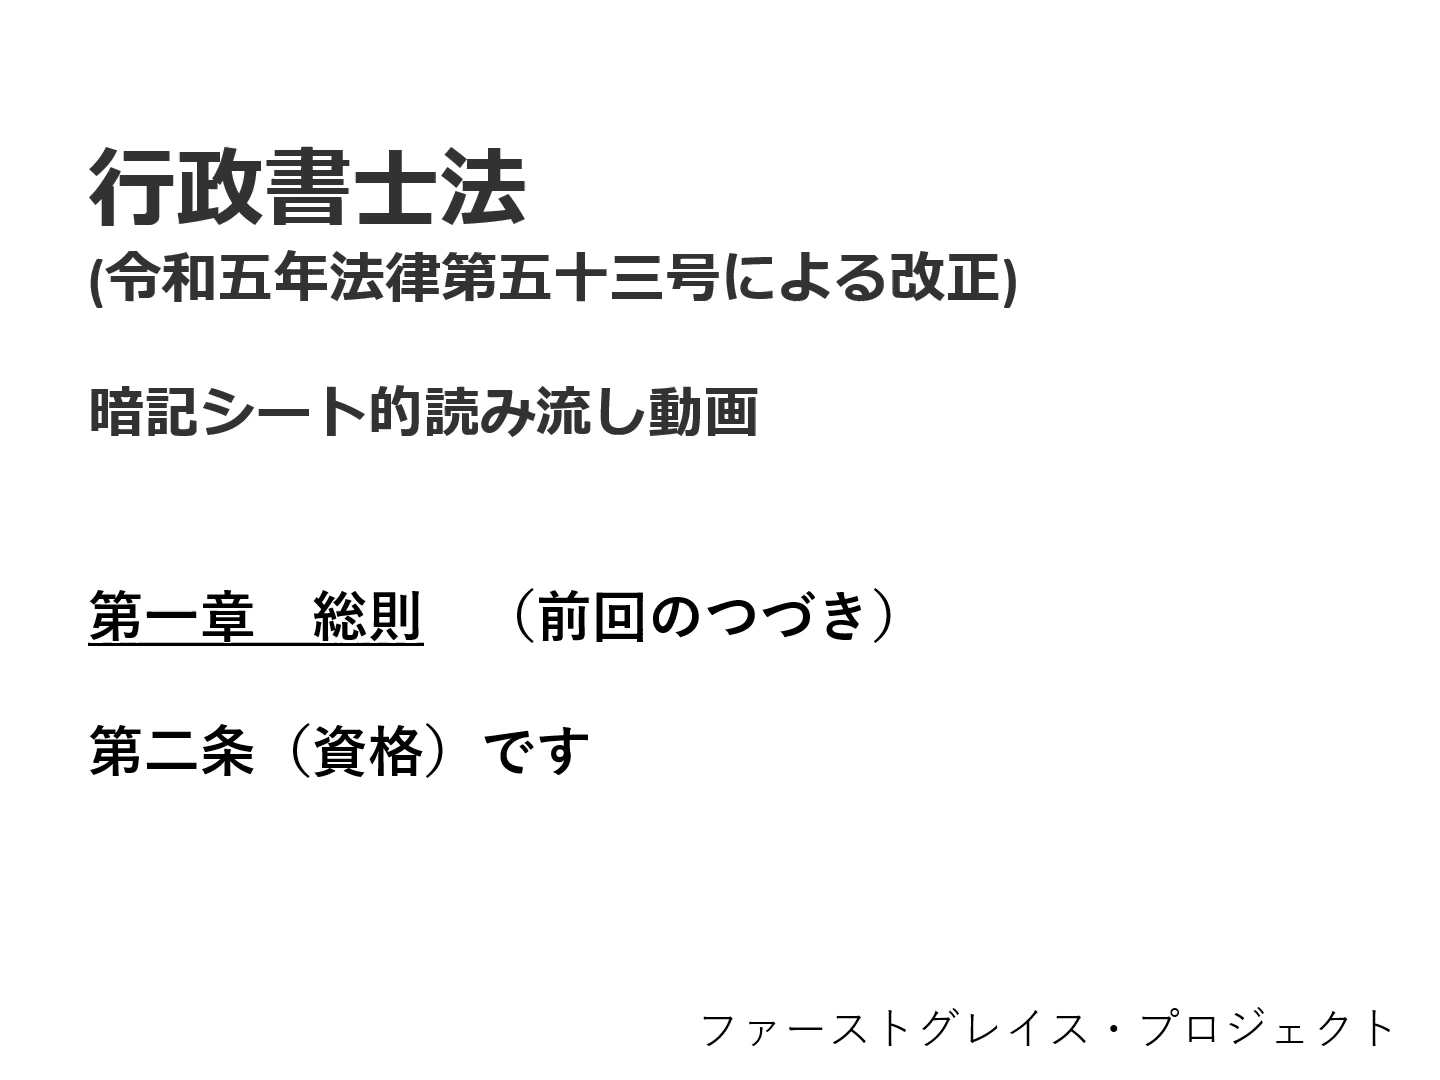 行政書士法
(令和五年法律第五十三号による改正)
暗記シート的読み流し動画
第一章　総則　（前回のつづき）
第二条（資格）です
ファーストグレイス・プロジェクト